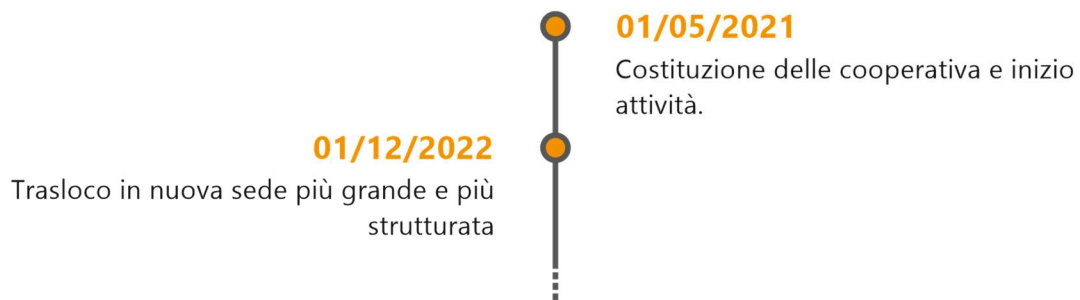 01/05/2021
Costituzione delle cooperativa e inizio
attività.
01/12/2022
Trasloco in nuova sede più grande e più
strutturata